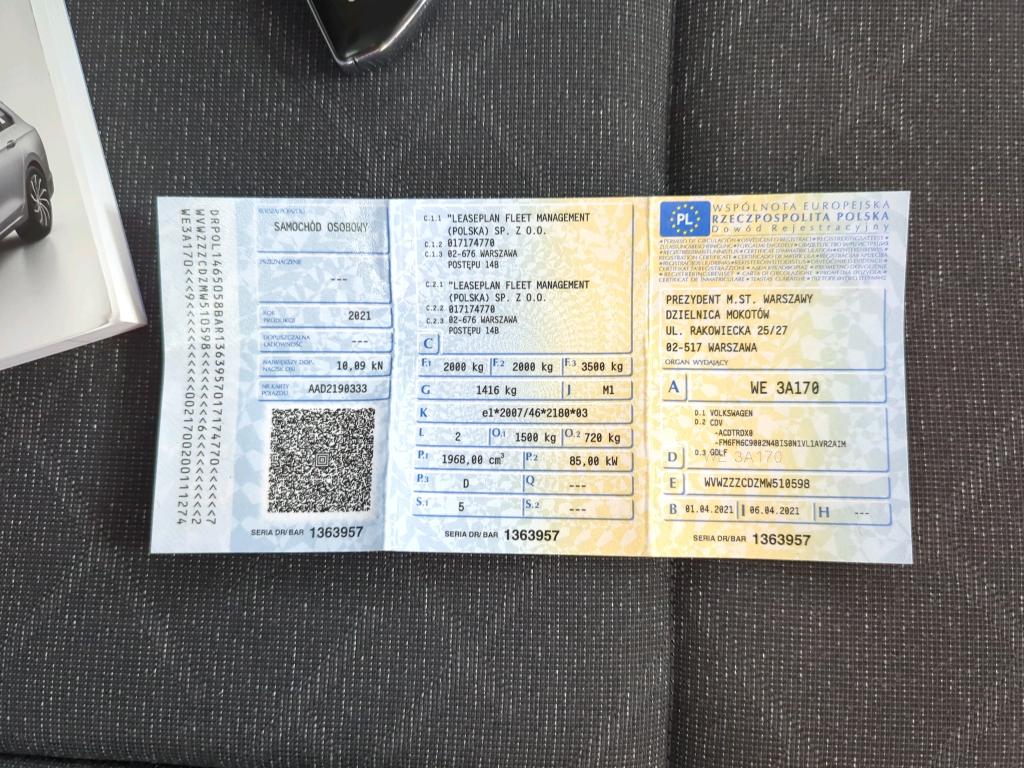 DRPOL1465058BAR1363957017174770<<<<<7
WVWZZZCDZMW510598<<<<<<<<<<<<<<<<<<<2
WE3A170<<9<<<<<<<<<<0021700200111274
RODZAJ POJAZDU
SAMOCHÓD OSOBOWY
PRZEZNACZENIE
---
ROK PRODUKCJI
2021
DOPUSZCZALNA ŁADOWNOŚĆ
---
NAJWIĘKSZY DOP. NACISK OSI
10,09 kN
NR KARTY POJAZDU
AAD2190333
SERIA DR/BAR 1363957
C.1.1 "LEASEPLAN FLEET MANAGEMENT
(POLSKA) SP. Z O.O.
C.1.2 017174770
C.1.3 02-676 WARSZAWA
POSTĘPU 14B
C.2.1 "LEASEPLAN FLEET MANAGEMENT
(POLSKA) SP. Z O.O.
C.2.2 017174770
C.2.3 02-676 WARSZAWA
POSTĘPU 14B
C
F.1 2000 kg F.2 2000 kg F.3 3500 kg
G 1416 kg J M1
K e1*2007/46*2180*03
L 2 O.1 1500 kg O.2 720 kg
P.1 1968,00 cm³ P.2 85,00 kW
P.3 D Q ---
S.1 5 S.2 ---
SERIA DR/BAR 1363957
PL
WSPÓLNOTA EUROPEJSKA
RZECZPOSPOLITA POLSKA
Dowód Rejestracyjny
PREZYDENT M.ST. WARSZAWY
DZIELNICA MOKOTÓW
UL. RAKOWIECKA 25/27
02-517 WARSZAWA
ORGAN WYDAJĄCY
A WE 3A170
D.1 VOLKSWAGEN
D.2 CDV
-ACDTRDX0
-FM6FM6C9002N4BIS0N1VL1AVR2AIM
D.3 GOLF
D WE 3A170
E WVWZZZCDZMW510598
B 01.04.2021 I 06.04.2021 H ---
SERIA DR/BAR 1363957